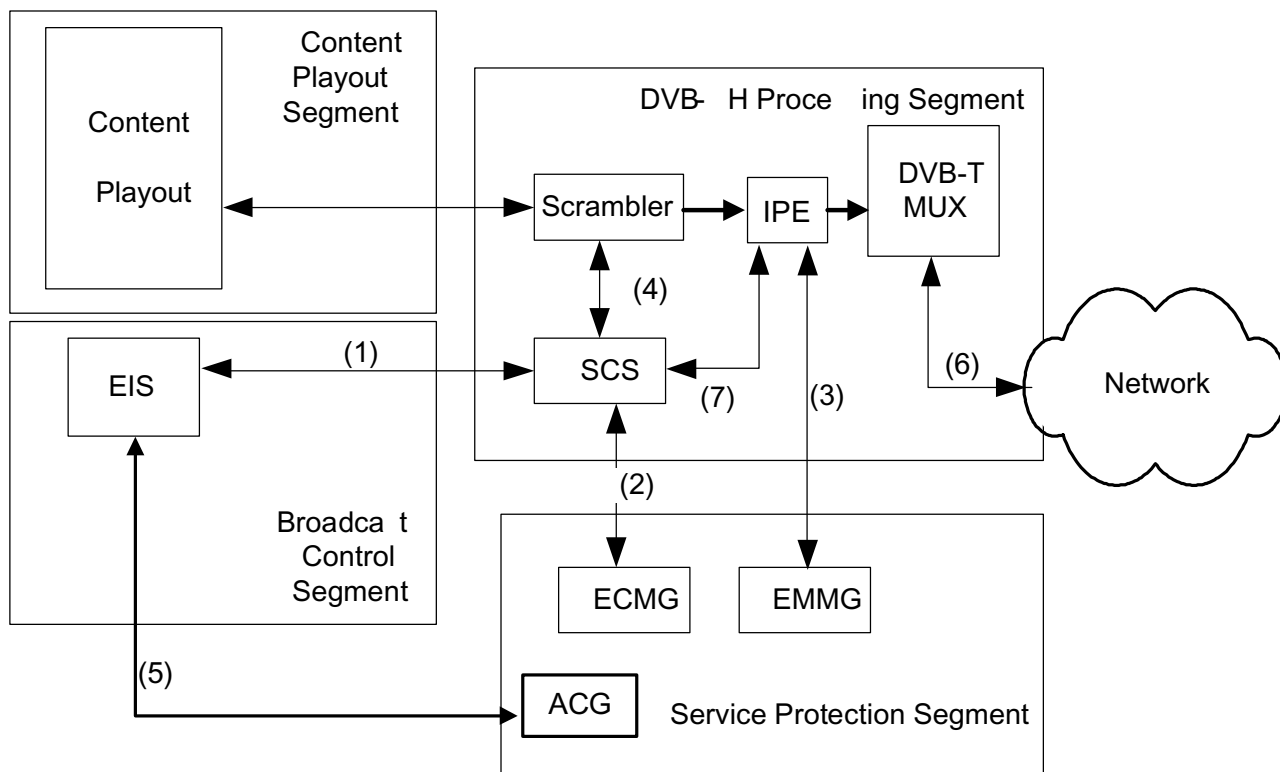 Content
Playout
Segment
Content
Playout
DVB- H Proce ing Segment
Scrambler
IPE
DVB-T
MUX
(4)
EIS
(1)
SCS
(7)
(3)
(6)
Network
(2)
Broadca t
Control
Segment
ECMG
EMMG
(5)
ACG
Service Protection Segment